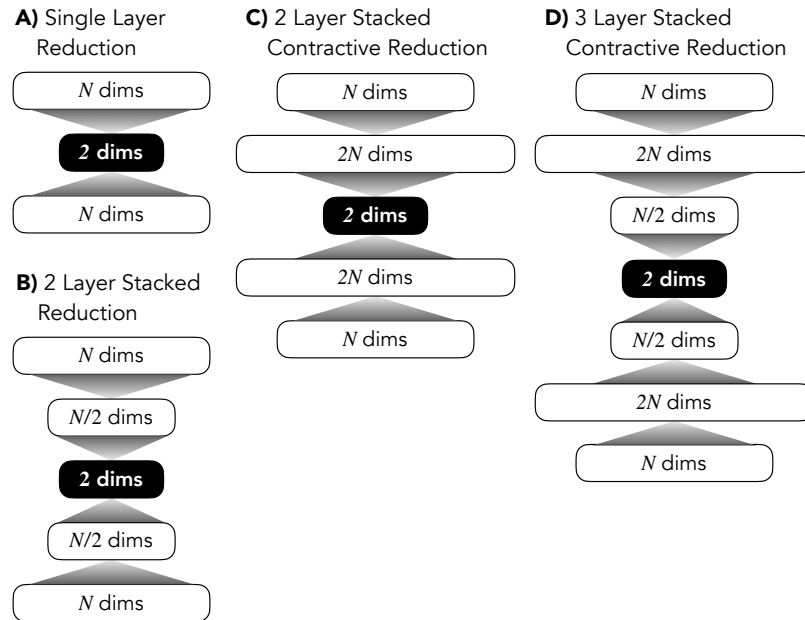 A) Single Layer
Reduction
N dims
2 dims
N dims
B) 2 Layer Stacked
Reduction
N dims
N/2 dims
2 dims
N/2 dims
N dims
C) 2 Layer Stacked
Contractive Reduction
N dims
2N dims
2 dims
2N dims
N dims
D) 3 Layer Stacked
Contractive Reduction
N dims
2N dims
N/2 dims
2 dims
N/2 dims
2N dims
N dims